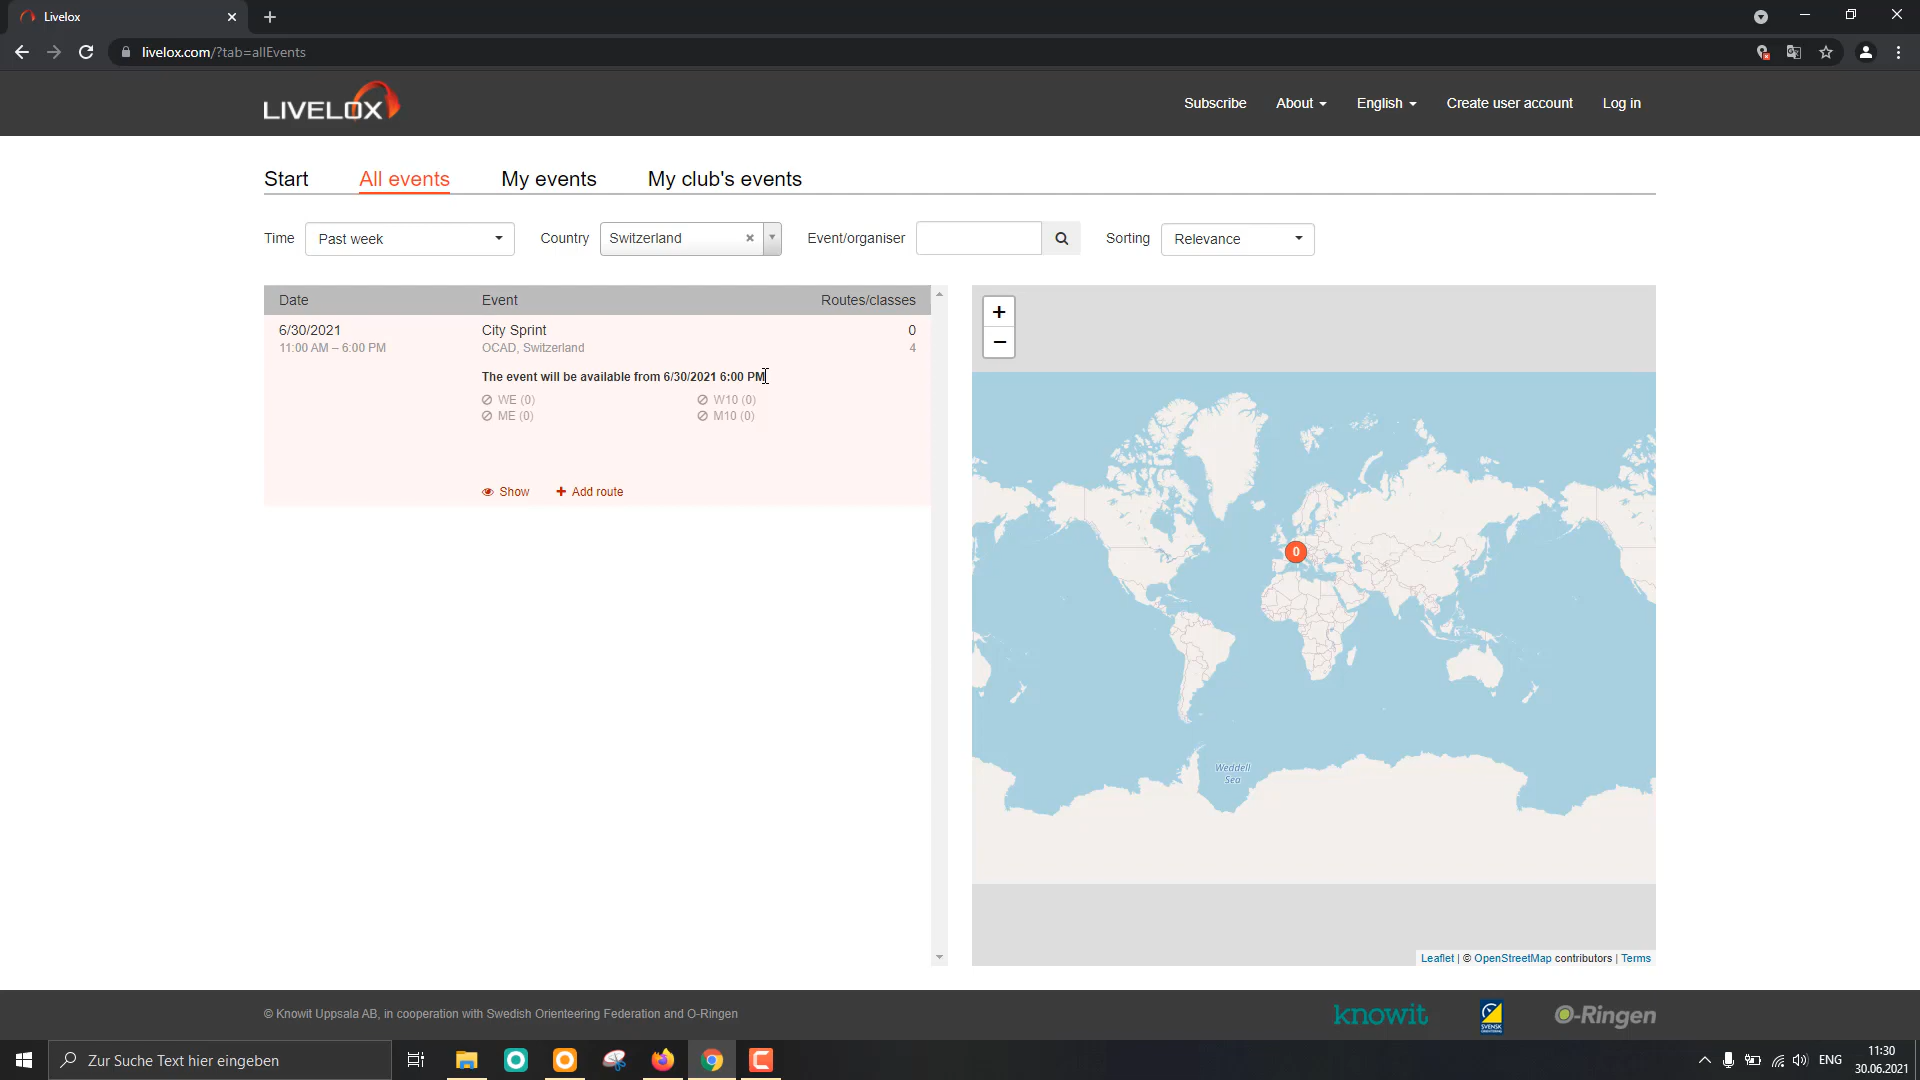 Livelox
livelox.com/?tab=allEvents
LIVELOX
Subscribe
About
English
Create user account
Log in
Start
All events
My events
My club's events
Time
Past week
Country
Switzerland
Event/organiser
Sorting
Relevance
Date
Event
Routes/classes
6/30/2021
City Sprint
0
11:00 AM – 6:00 PM
OCAD, Switzerland
4
The event will be available from 6/30/2021 6:00 PM
WE (0)
W10 (0)
ME (0)
M10 (0)
Show
Add route
+
−
0
Weddell
Sea
Leaflet | © OpenStreetMap contributors | Terms
© Knowit Uppsala AB, in cooperation with Swedish Orienteering Federation and O-Ringen
knowit
SVENSK
O-Ringen
Zur Suche Text hier eingeben
ENG
11:30
30.06.2021